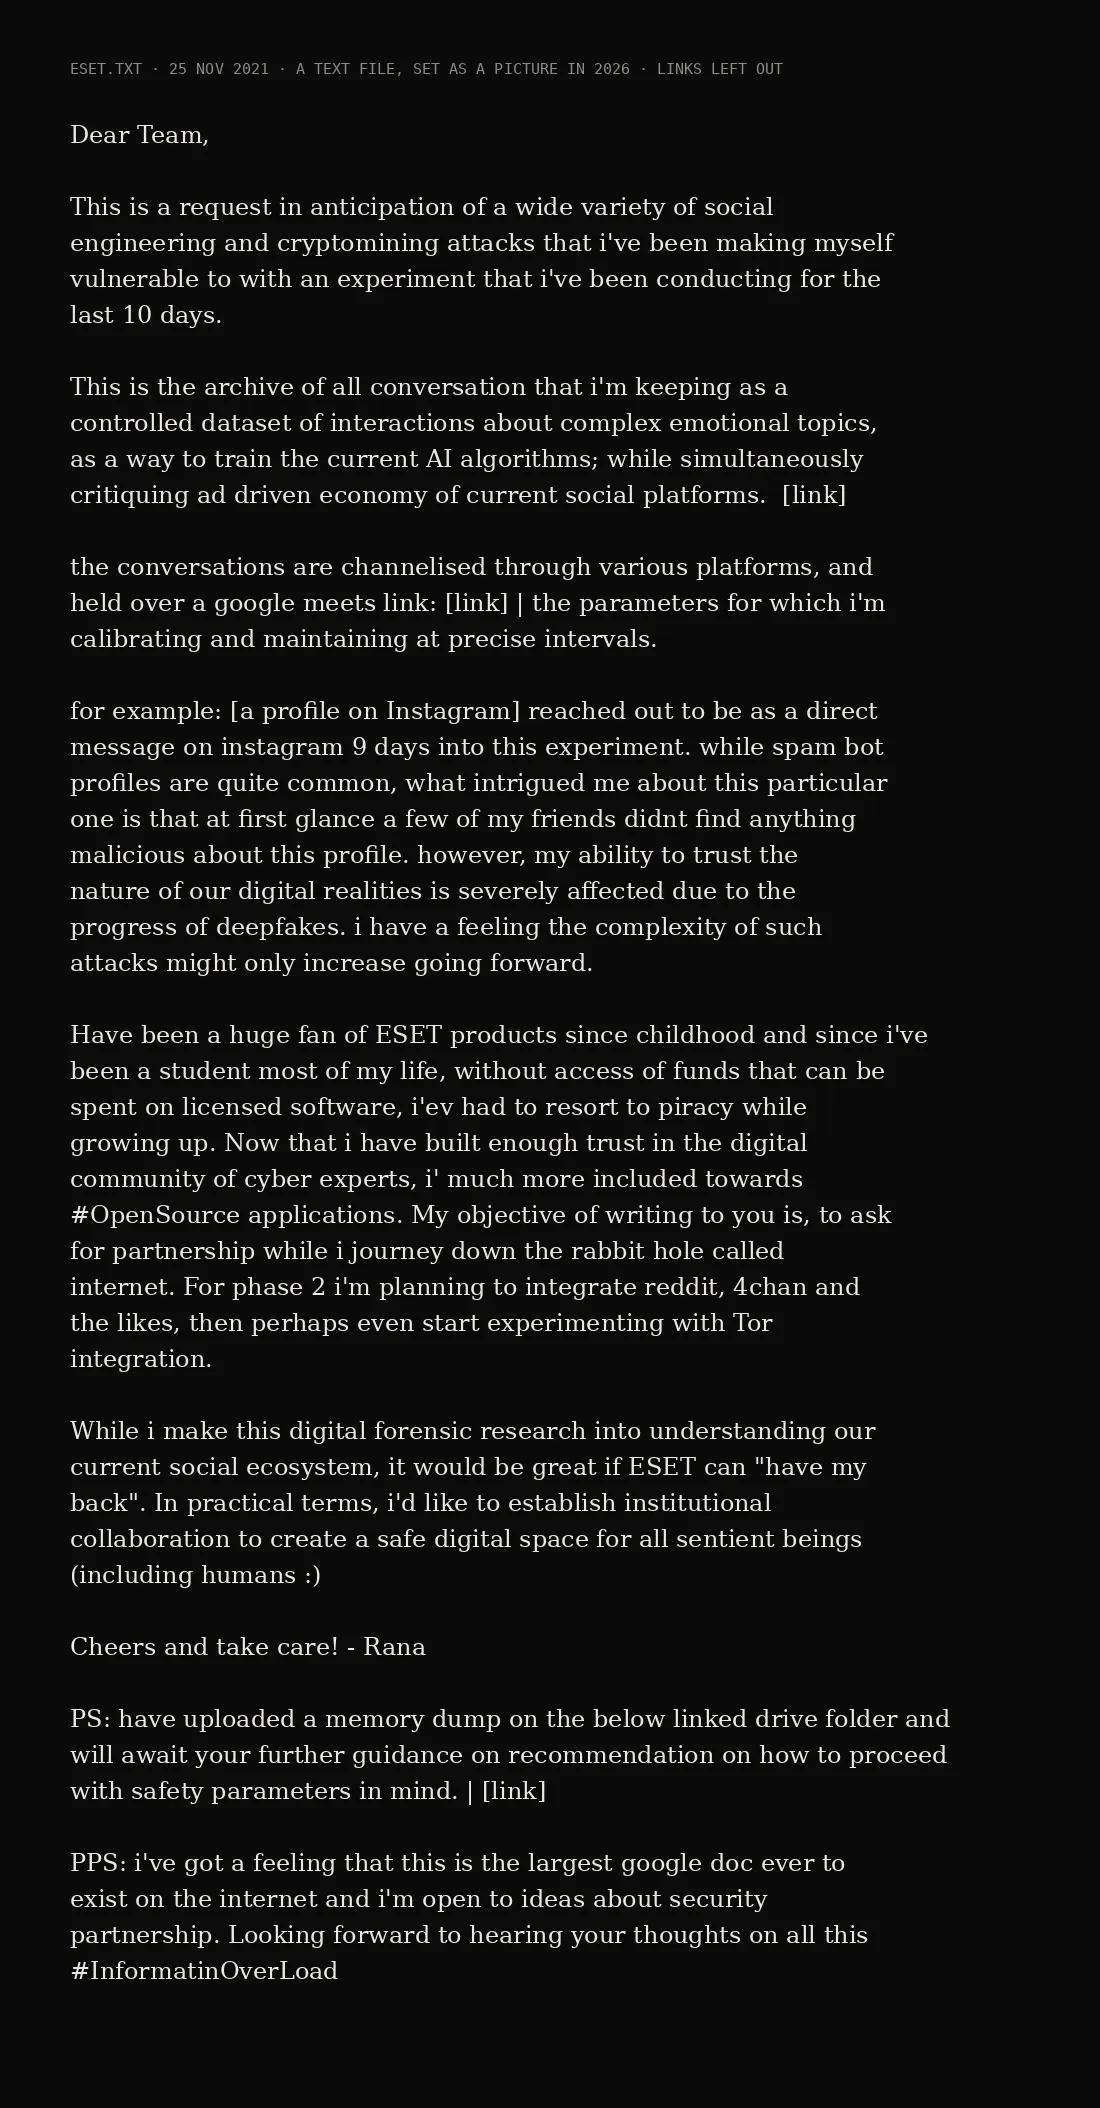 ESET.TXT · 25 NOV 2021 · A TEXT FILE, SET AS A PICTURE IN 2026 · LINKS LEFT OUT
Dear Team,
This is a request in anticipation of a wide variety of social
engineering and cryptomining attacks that i've been making myself
vulnerable to with an experiment that i've been conducting for the
last 10 days.
This is the archive of all conversation that i'm keeping as a
controlled dataset of interactions about complex emotional topics,
as a way to train the current AI algorithms; while simultaneously
critiquing ad driven economy of current social platforms.  [link]
the conversations are channelised through various platforms, and
held over a google meets link: [link] | the parameters for which i'm
calibrating and maintaining at precise intervals.
for example: [a profile on Instagram] reached out to be as a direct
message on instagram 9 days into this experiment. while spam bot
profiles are quite common, what intrigued me about this particular
one is that at first glance a few of my friends didnt find anything
malicious about this profile. however, my ability to trust the
nature of our digital realities is severely affected due to the
progress of deepfakes. i have a feeling the complexity of such
attacks might only increase going forward.
Have been a huge fan of ESET products since childhood and since i've
been a student most of my life, without access of funds that can be
spent on licensed software, i'ev had to resort to piracy while
growing up. Now that i have built enough trust in the digital
community of cyber experts, i' much more included towards
#OpenSource applications. My objective of writing to you is, to ask
for partnership while i journey down the rabbit hole called
internet. For phase 2 i'm planning to integrate reddit, 4chan and
the likes, then perhaps even start experimenting with Tor
integration.
While i make this digital forensic research into understanding our
current social ecosystem, it would be great if ESET can "have my
back". In practical terms, i'd like to establish institutional
collaboration to create a safe digital space for all sentient beings
(including humans :)
Cheers and take care! - Rana
PS: have uploaded a memory dump on the below linked drive folder and
will await your further guidance on recommendation on how to proceed
with safety parameters in mind. | [link]
PPS: i've got a feeling that this is the largest google doc ever to
exist on the internet and i'm open to ideas about security
partnership. Looking forward to hearing your thoughts on all this
#InformatinOverLoad